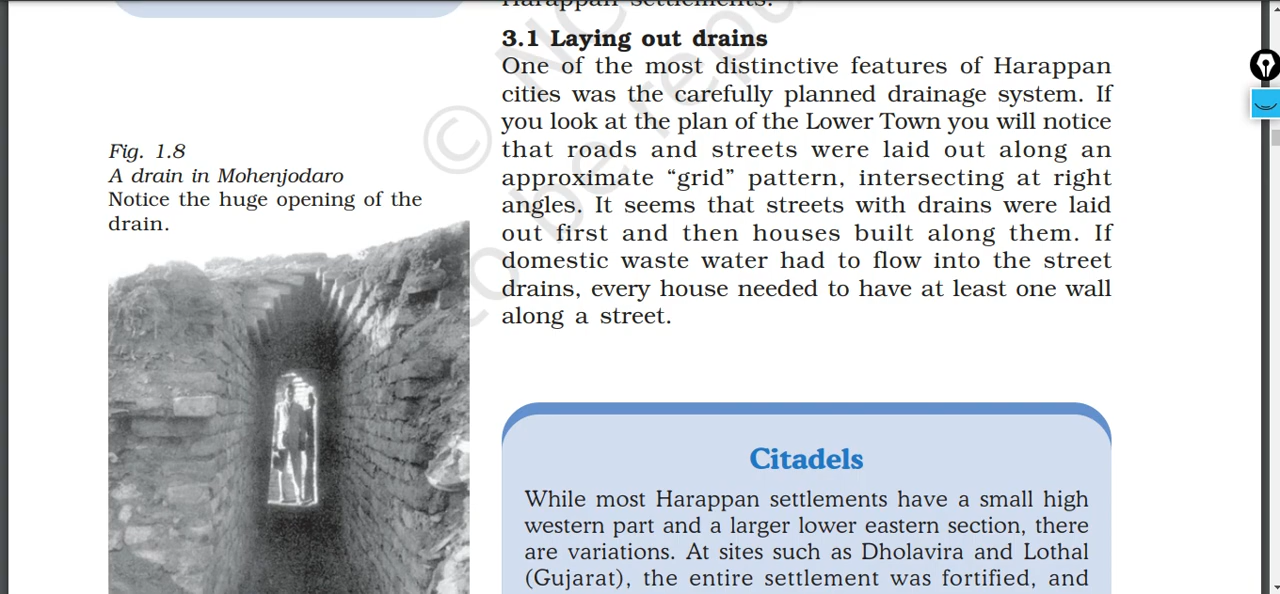 3.1 Laying out drains
One of the most distinctive features of Harappan
cities was the carefully planned drainage system. If
you look at the plan of the Lower Town you will notice
that roads and streets were laid out along an
approximate “grid” pattern, intersecting at right
angles. It seems that streets with drains were laid
out first and then houses built along them. If
domestic waste water had to flow into the street
drains, every house needed to have at least one wall
along a street.
Fig. 1.8
A drain in Mohenjodaro
Notice the huge opening of the
drain.
Citadels
While most Harappan settlements have a small high
western part and a larger lower eastern section, there
are variations. At sites such as Dholavira and Lothal
(Gujarat), the entire settlement was fortified, and